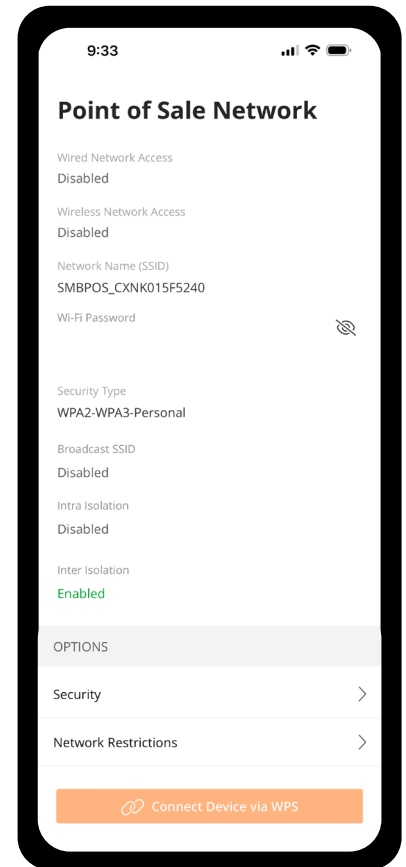 9:33
Point of Sale Network
Wired Network Access
Disabled
Wireless Network Access
Disabled
Network Name (SSID)
SMBPOS_CXNK015F5240
Wi-Fi Password
Security Type
WPA2-WPA3-Personal
Broadcast SSID
Disabled
Intra Isolation
Disabled
Inter Isolation
Enabled
OPTIONS
Security
Network Restrictions
Connect Device via WPS